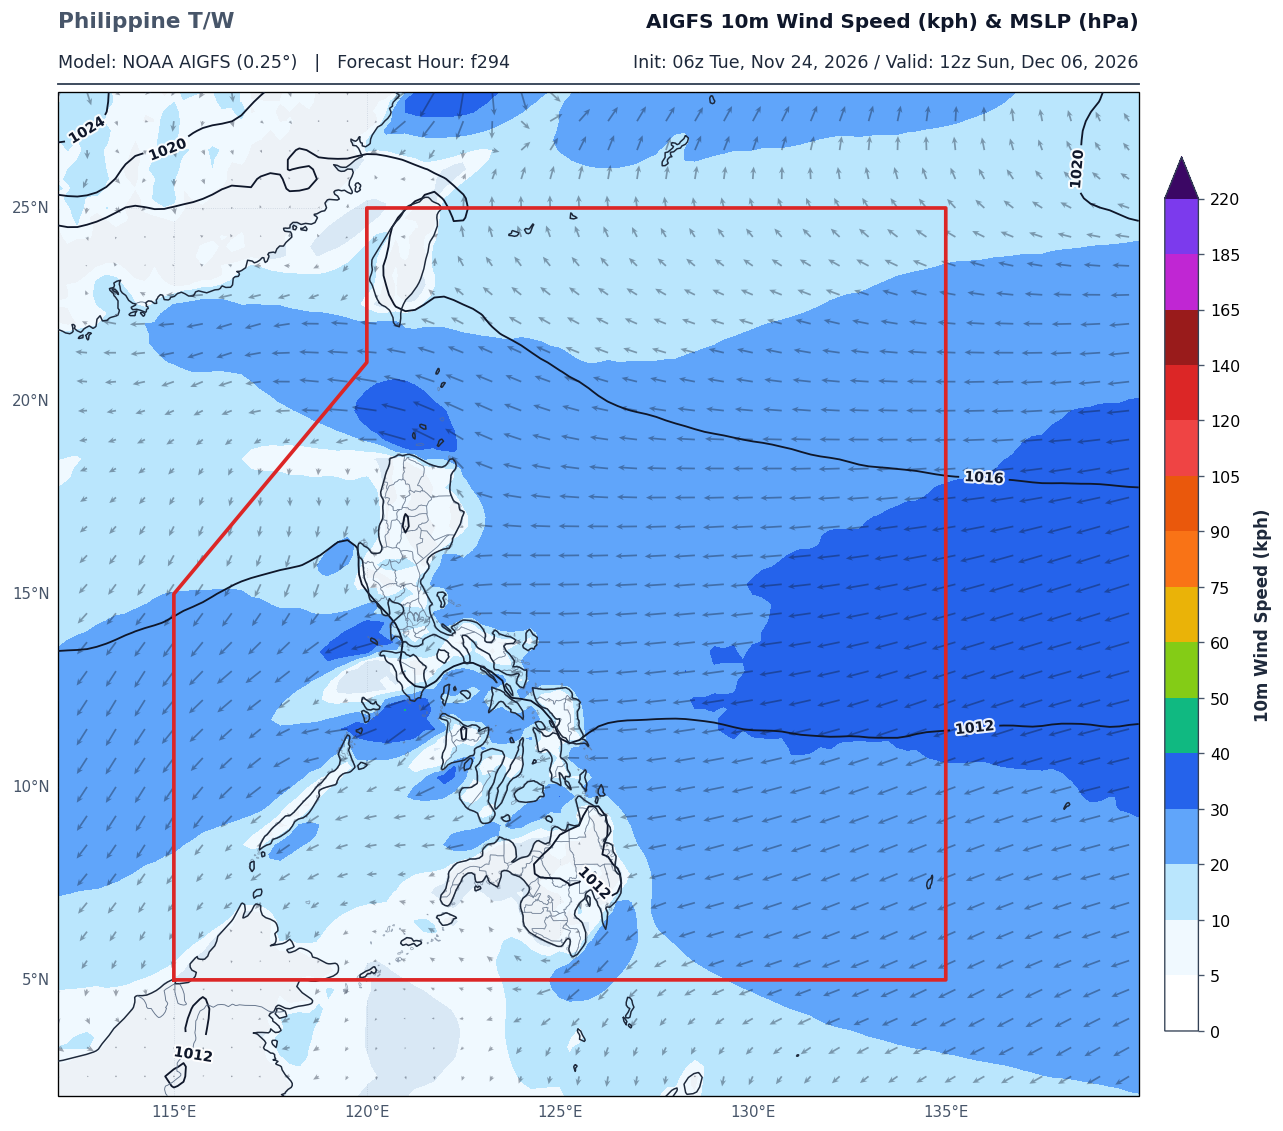 Philippine T/W
AIGFS 10m Wind Speed (kph) & MSLP (hPa)
Model: NOAA AIGFS (0.25°) | Forecast Hour: f294
Init: 06z Tue, Nov 24, 2026 / Valid: 12z Sun, Dec 06, 2026
1024
1020
1020
1016
1012
1012
1012
25°N
20°N
15°N
10°N
5°N
115°E
120°E
125°E
130°E
135°E
220
185
165
140
120
105
90
75
60
50
40
30
20
10
5
0
10m Wind Speed (kph)